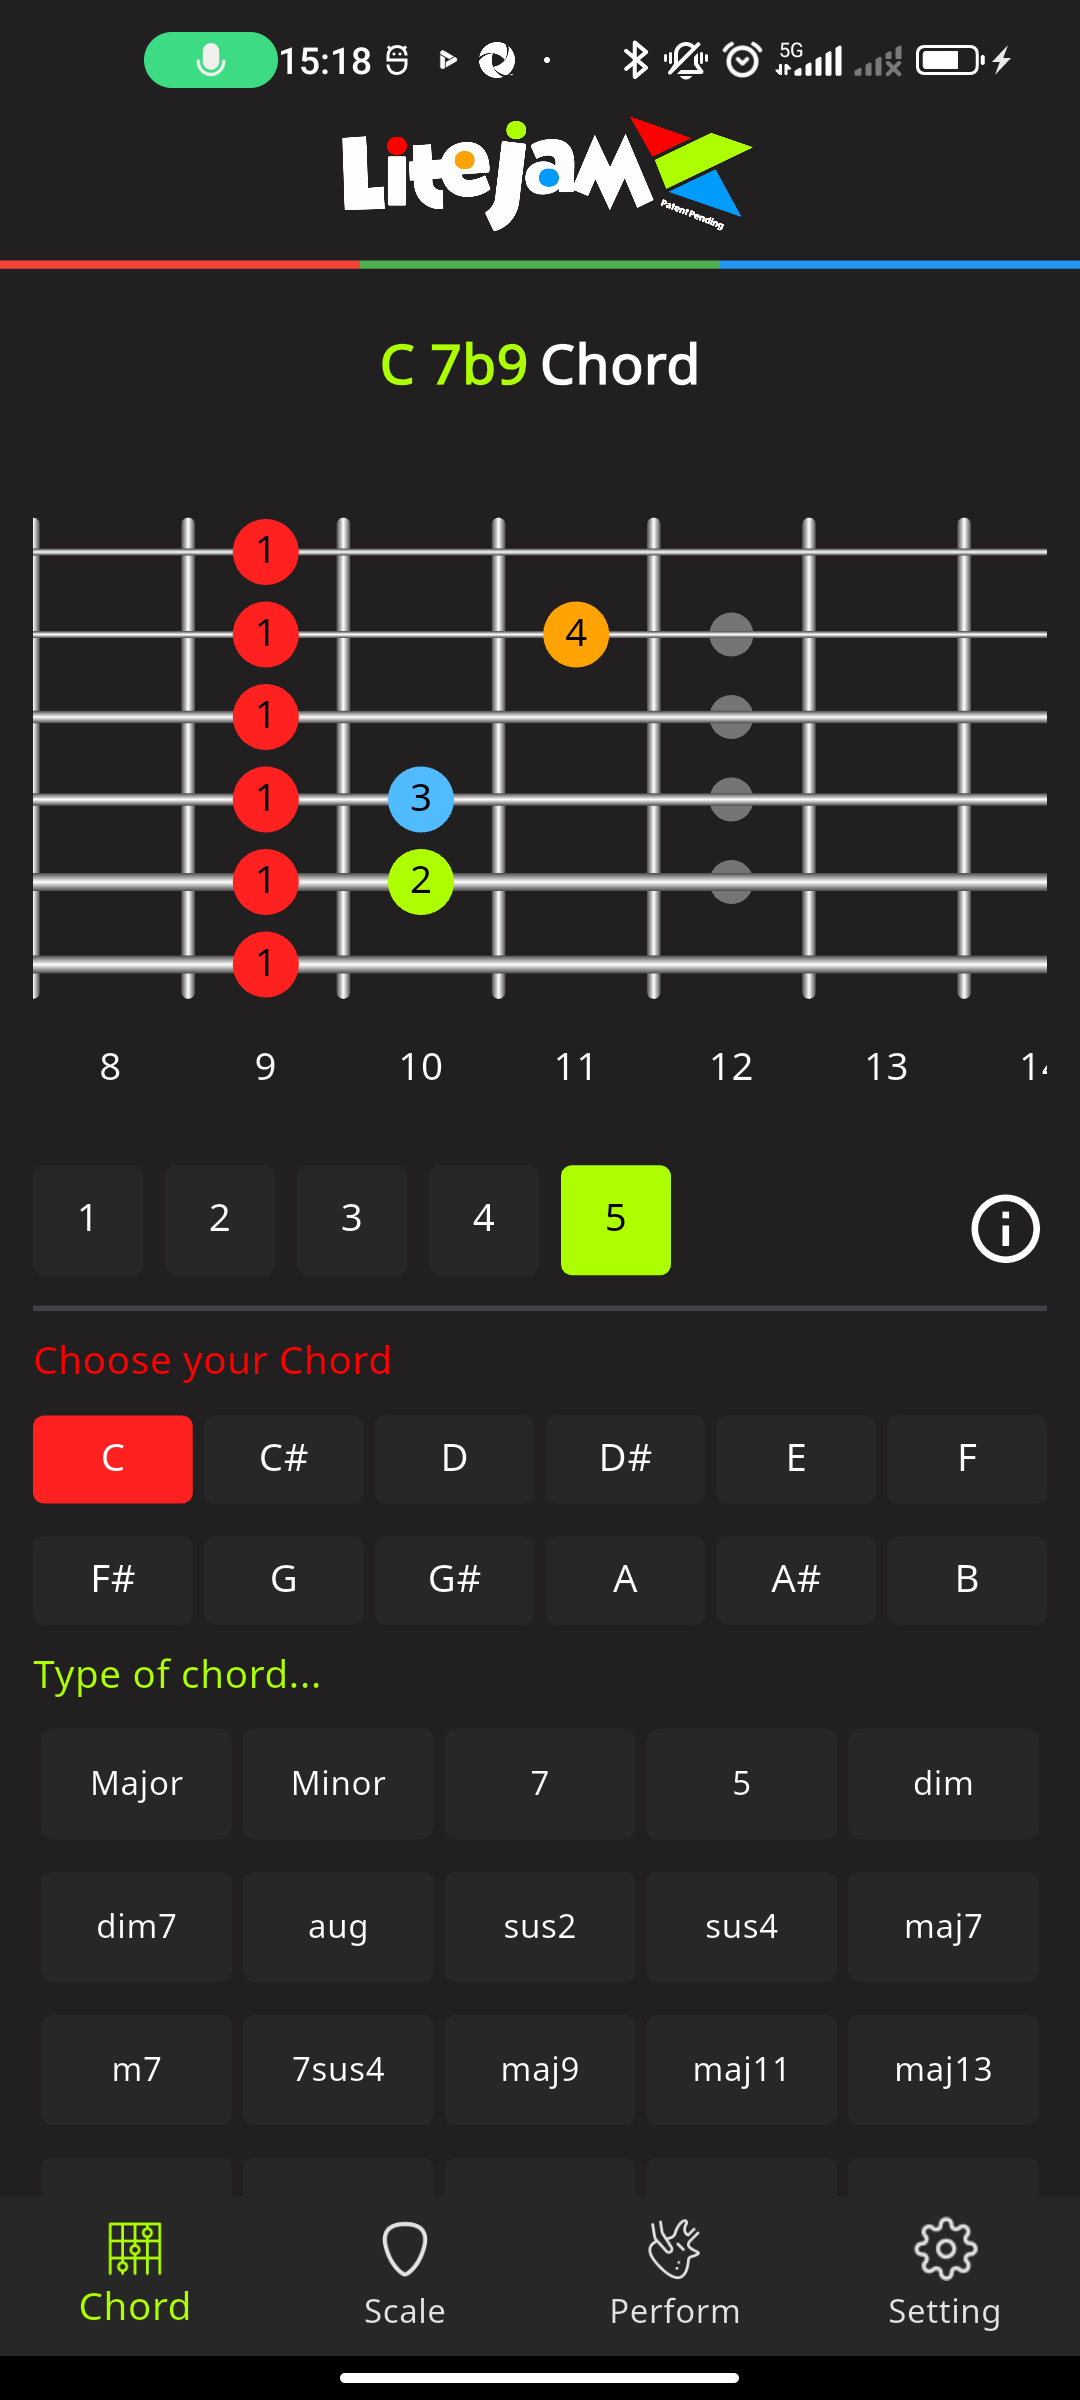 15:18
5G
Litejam
Patent Pending
C 7b9 Chord
1
1 4
1
1 3
1 2
1
8 9 10 11 12 13 14
1 2 3 4 5
Choose your Chord
C C# D D# E F
F# G G# A A# B
Type of chord...
Major Minor 7 5 dim
dim7 aug sus2 sus4 maj7
m7 7sus4 maj9 maj11 maj13
Chord Scale Perform Setting